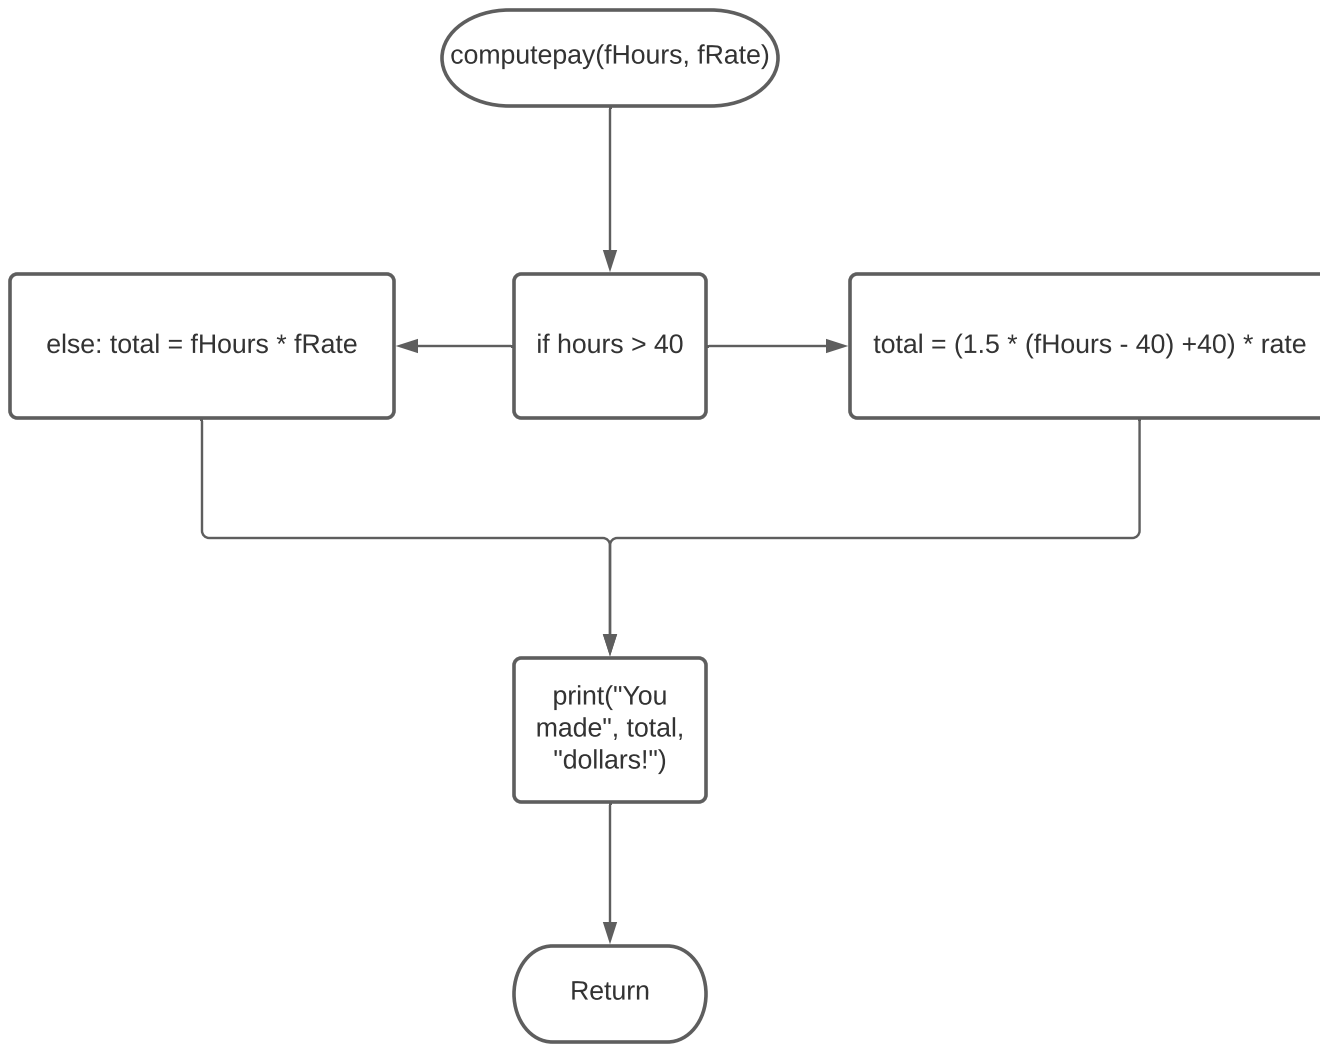 computepay(fHours, fRate)
else: total = fHours * fRate
if hours > 40
total = (1.5 * (fHours - 40) +40) * rate
print("You
made", total,
"dollars!")
Return